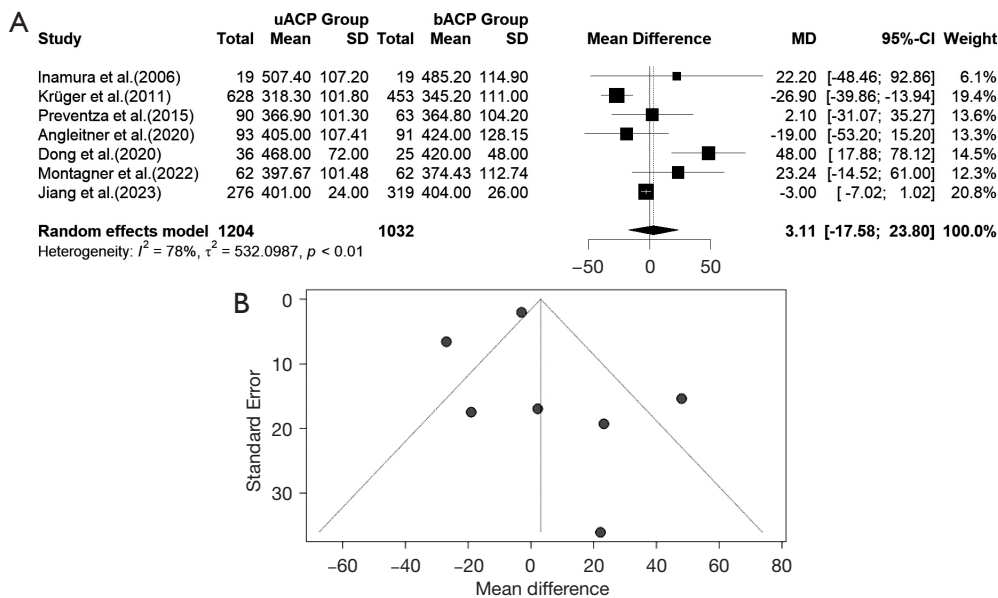 A
uACP Group bACP Group
Study Total Mean SD Total Mean SD Mean Difference MD 95%-CI Weight
Inamura et al.(2006) 19 507.40 107.20 19 485.20 114.90 22.20 [-48.46; 92.86] 6.1%
Krüger et al.(2011) 628 318.30 101.80 453 345.20 111.00 -26.90 [-39.86; -13.94] 19.4%
Preventza et al.(2015) 90 366.90 101.30 63 364.80 104.20 2.10 [-31.07; 35.27] 13.6%
Angleitner et al.(2020) 93 405.00 107.41 91 424.00 128.15 -19.00 [-53.20; 15.20] 13.3%
Dong et al.(2020) 36 468.00 72.00 25 420.00 48.00 48.00 [ 17.88; 78.12] 14.5%
Montagner et al.(2022) 62 397.67 101.48 62 374.43 112.74 23.24 [-14.52; 61.00] 12.3%
Jiang et al.(2023) 276 401.00 24.00 319 404.00 26.00 -3.00 [ -7.02; 1.02] 20.8%
Random effects model 1204 1032 3.11 [-17.58; 23.80] 100.0%
Heterogeneity: I² = 78%, τ² = 532.0987, p < 0.01
−50 0 50
B
0
10
20
30
Standard Error
−60 −40 −20 0 20 40 60 80
Mean difference